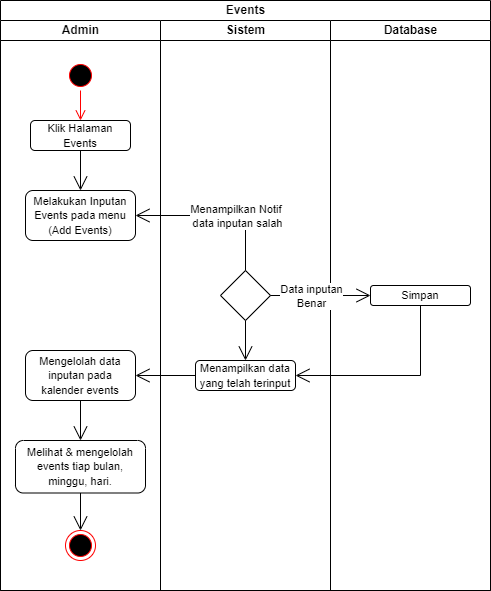 Events
Admin
Sistem
Database
Klik Halaman
Events
Melakukan Inputan
Events pada menu
(Add Events)
Menampilkan Notif
data inputan salah
Data inputan
Benar
Simpan
Menampilkan data
yang telah terinput
Mengelolah data
inputan pada
kalender events
Melihat & mengelolah
events tiap bulan,
minggu, hari.